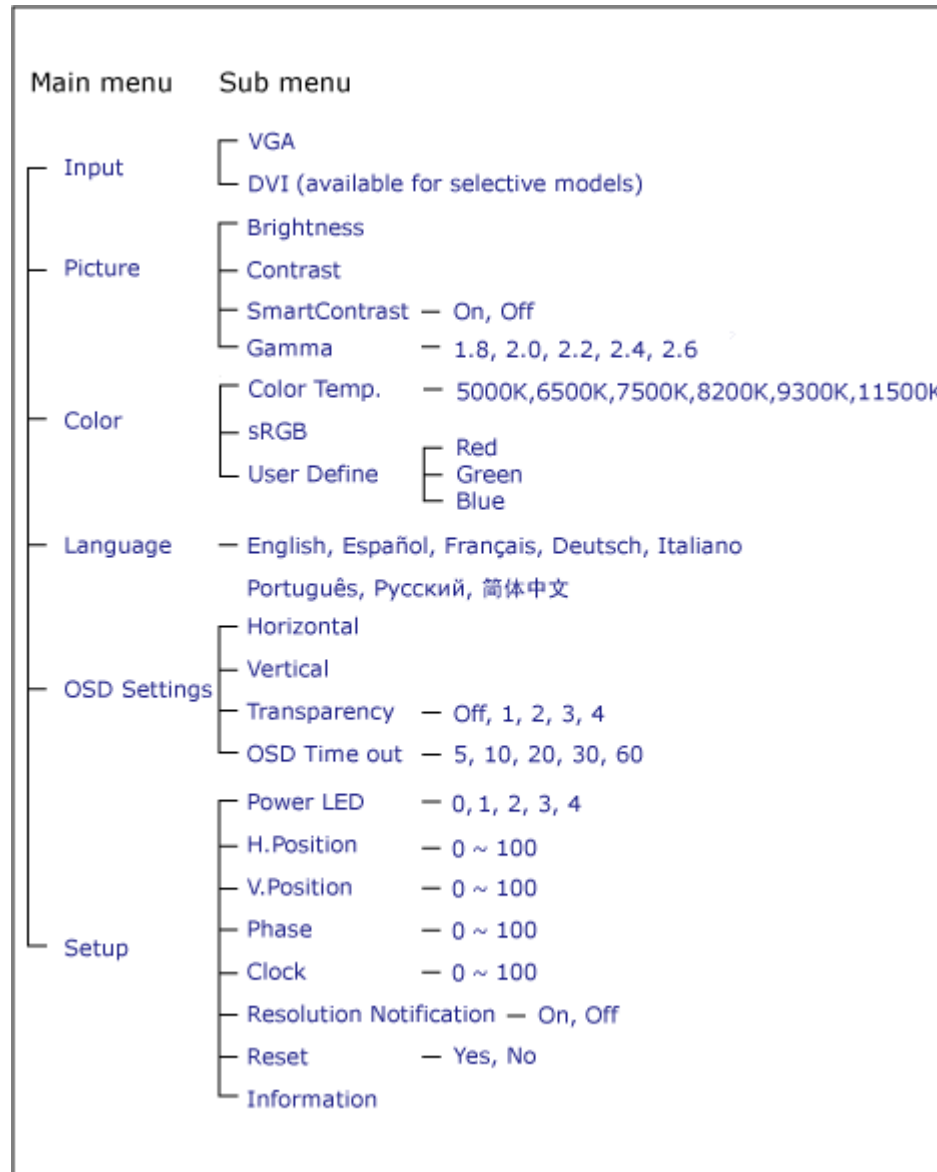 Main menu Sub menu
VGA
Input
DVI (available for selective models)
Brightness
Picture
Contrast
SmartContrast — On, Off
Gamma — 1.8, 2.0, 2.2, 2.4, 2.6
Color Temp. — 5000K,6500K,7500K,8200K,9300K,11500K
Color
sRGB
Red
User Define
Green
Blue
Language — English, Español, Français, Deutsch, Italiano
Português, Русский, 简体中文
Horizontal
Vertical
OSD Settings
Transparency — Off, 1, 2, 3, 4
OSD Time out — 5, 10, 20, 30, 60
Power LED — 0, 1, 2, 3, 4
H.Position — 0 ~ 100
V.Position — 0 ~ 100
Phase — 0 ~ 100
Setup
Clock — 0 ~ 100
Resolution Notification — On, Off
Reset — Yes, No
Information